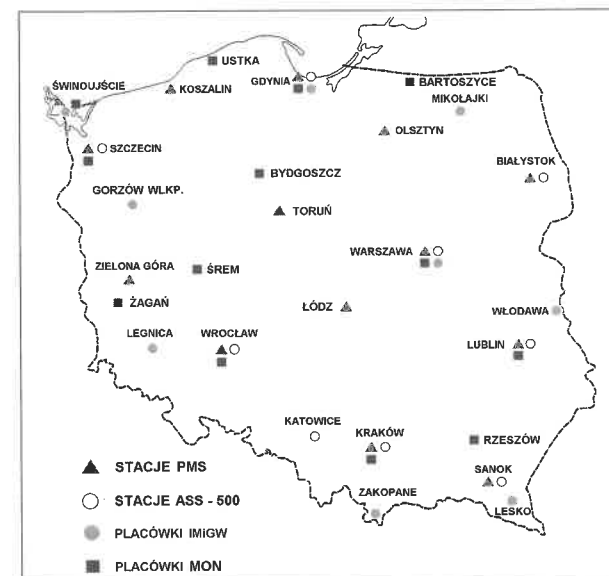 USTKA
ŚWINOUJŚCIE
KOSZALIN
GDYNIA
BARTOSZYCE
MIKOŁAJKI
OLSZTYN
SZCZECIN
BIAŁYSTOK
BYDGOSZCZ
GORZÓW WLKP.
TORUŃ
WARSZAWA
ZIELONA GÓRA
ŚREM
ŻAGAŃ
ŁÓDZ
WŁODAWA
LEGNICA
WROCŁAW
LUBLIN
KATOWICE
KRAKÓW
RZESZÓW
SANOK
ZAKOPANE
LESKO
STACJE PMS
STACJE ASS - 500
PLACÓWKI IMiGW
PLACÓWKI MON